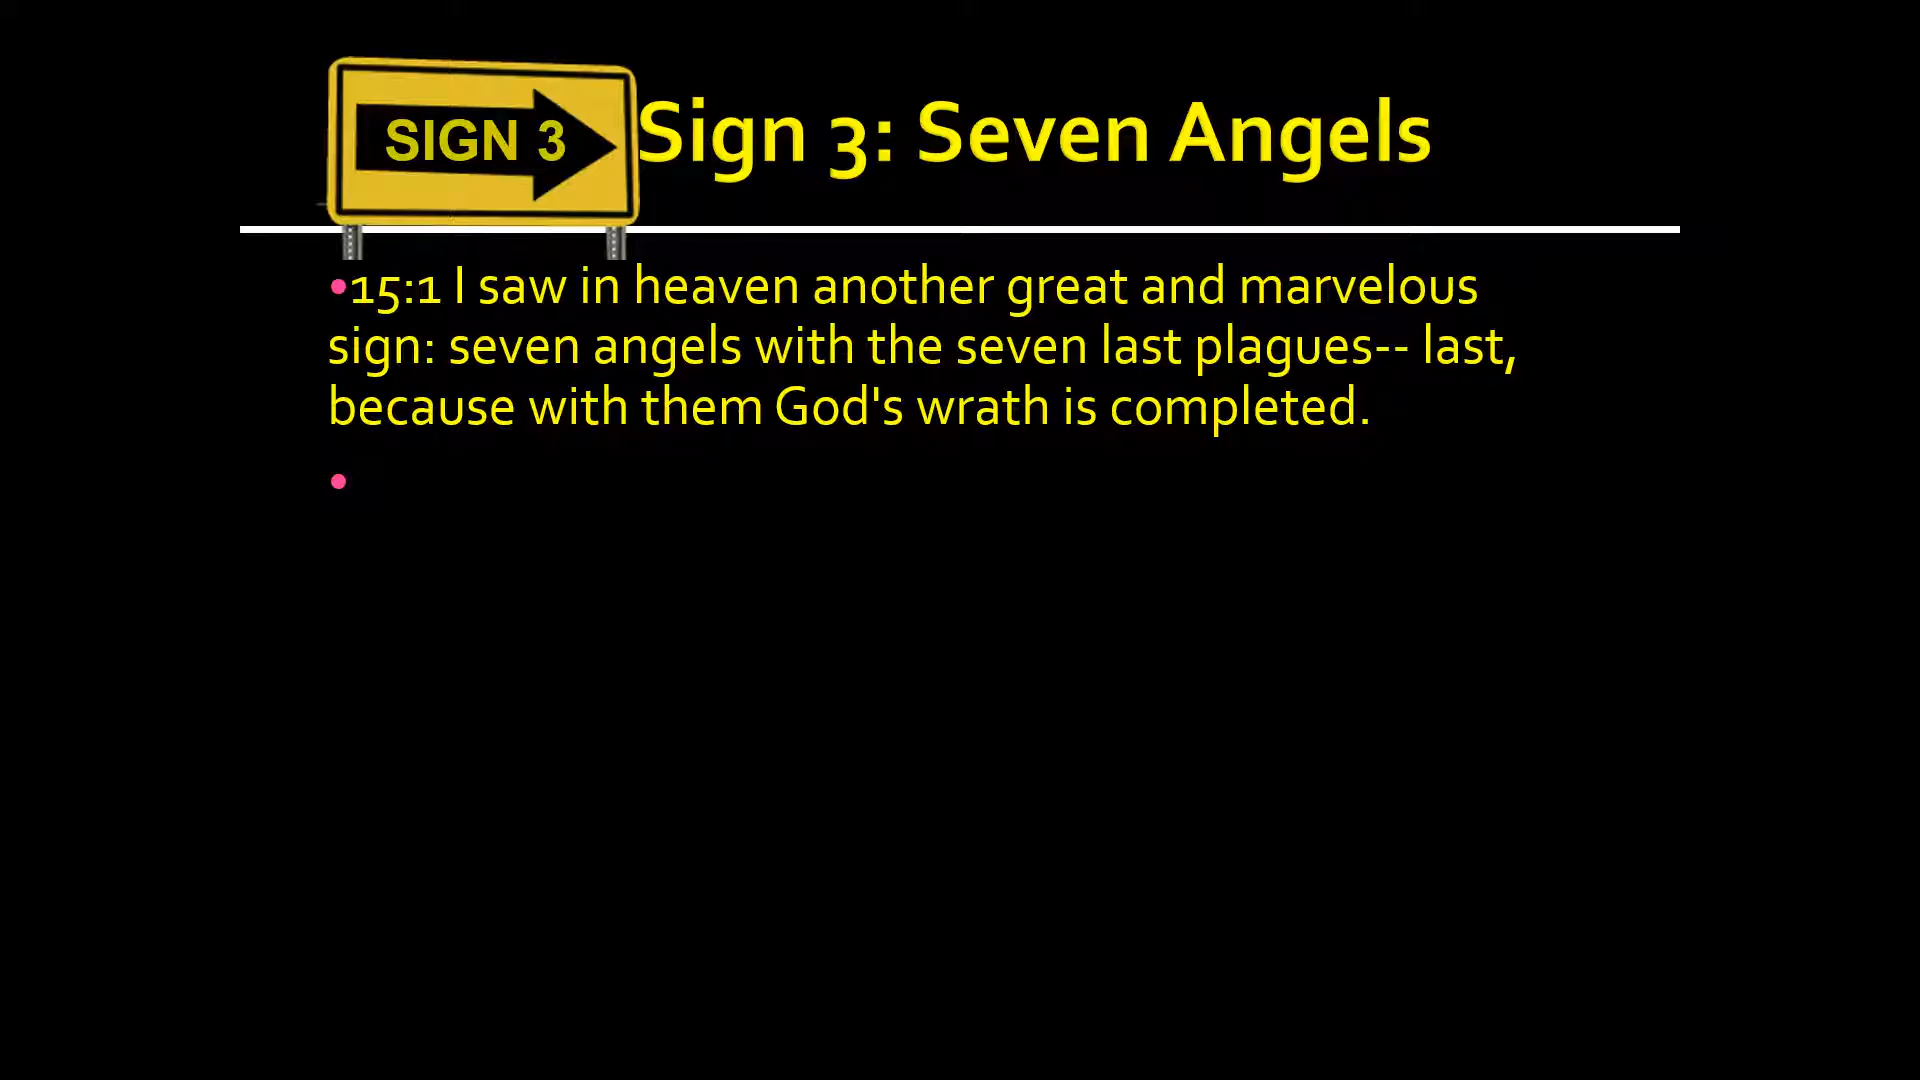 SIGN 3
Sign 3: Seven Angels
•15:1 I saw in heaven another great and marvelous
sign: seven angels with the seven last plagues-- last,
because with them God's wrath is completed.
•